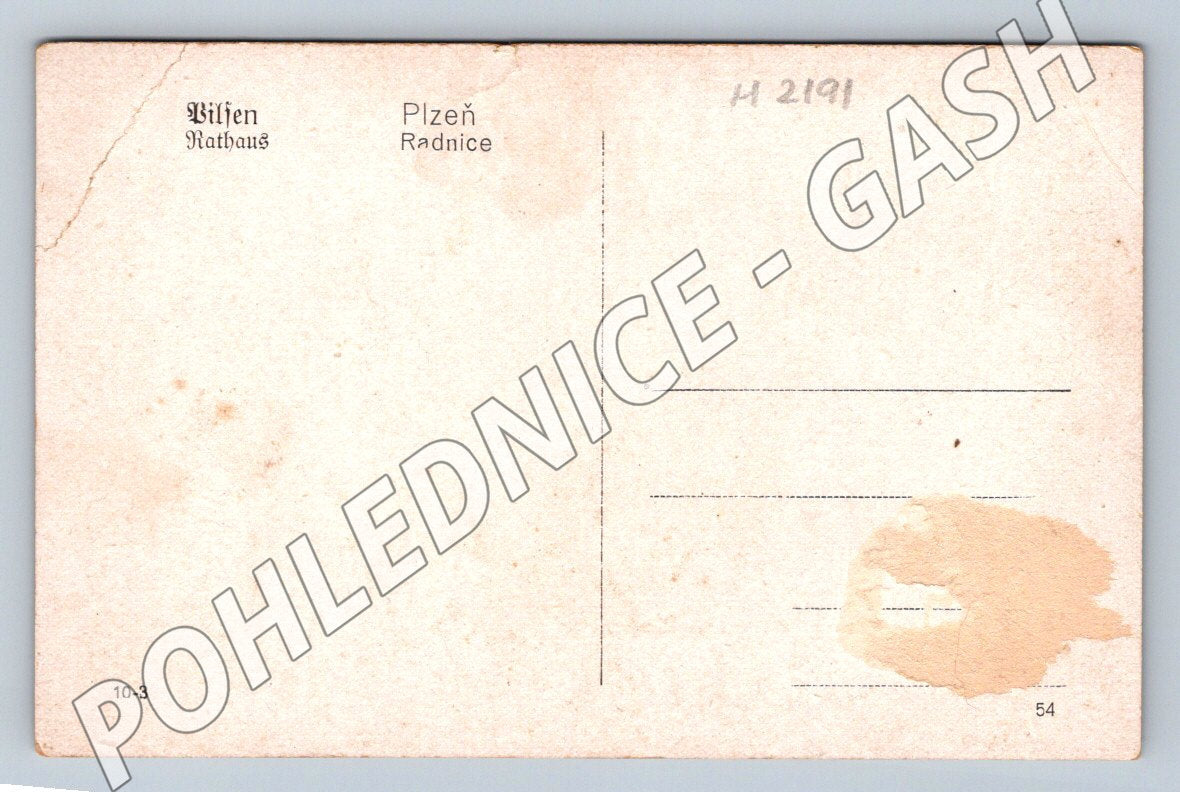 Pilsen
Rathaus
Plzeň
Radnice
H 2191
POHLEDNICE - GASH
10-3
54